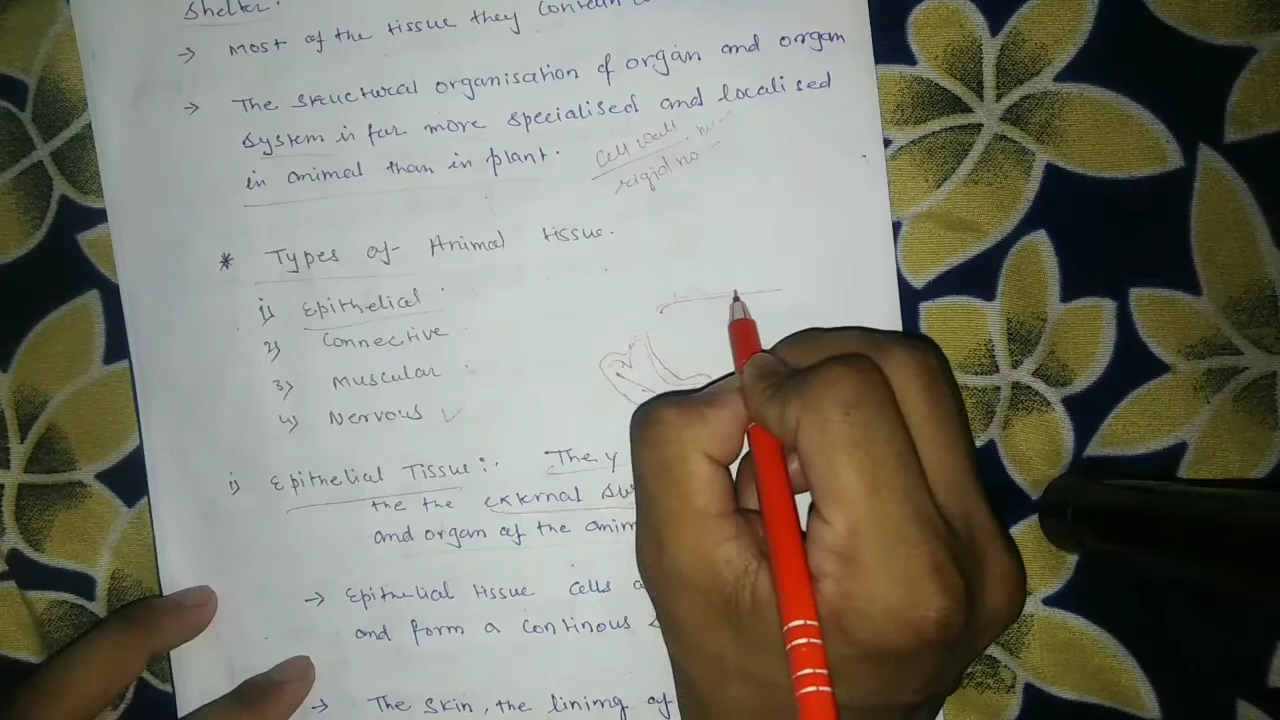 Shelter.
→ Most of the tissue they contain
→ The structural organisation of organ and organ
system is far more specialised and localised
in animal than in plant.
Cell wall
rigid no
* Types of Animal tissue.
1) Epithelial
2) Connective
3) Muscular
4) Nervous ✓
1) Epithelial Tissue:. They
the the external su
and organ of the anim
→ Epithelial tissue cells a
and form a continous
→ The skin, the lining of